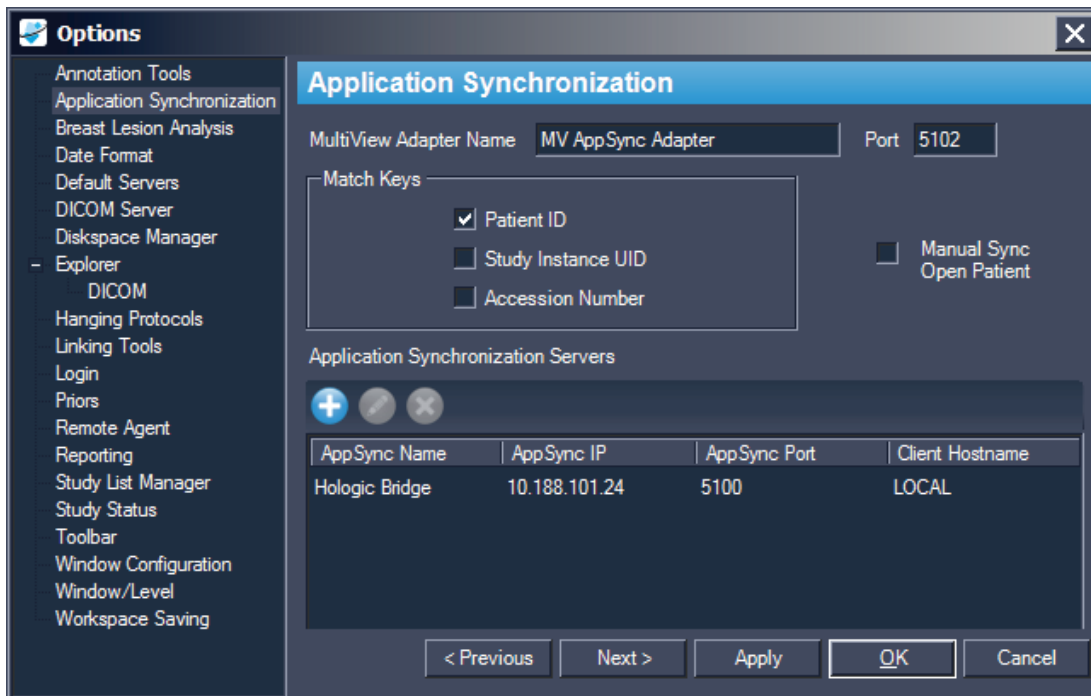 Options
Annotation Tools
Application Synchronization
Breast Lesion Analysis
Date Format
Default Servers
DICOM Server
Diskspace Manager
Explorer
DICOM
Hanging Protocols
Linking Tools
Login
Priors
Remote Agent
Reporting
Study List Manager
Study Status
Toolbar
Window Configuration
Window/Level
Workspace Saving
Application Synchronization
MultiView Adapter Name MV AppSync Adapter Port 5102
Match Keys
Patient ID
Study Instance UID
Accession Number
Manual Sync
Open Patient
Application Synchronization Servers
AppSync Name AppSync IP AppSync Port Client Hostname
Hologic Bridge 10.188.101.24 5100 LOCAL
< Previous Next > Apply OK Cancel